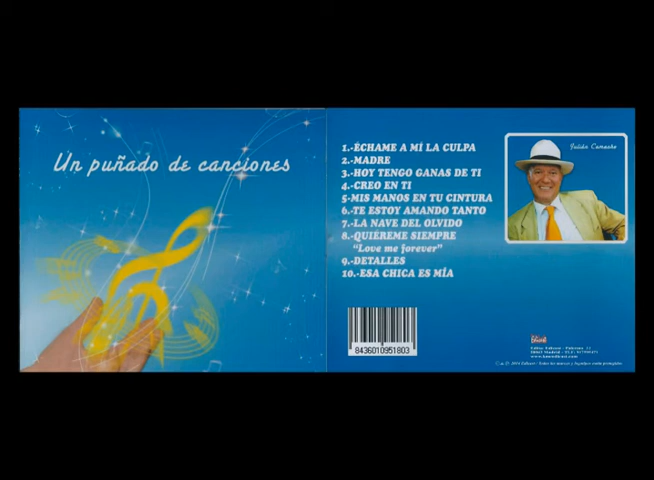 Un puñado de canciones
1.-ÉCHAME A MÍ LA CULPA
2.-MADRE
3.-HOY TENGO GANAS DE TI
4.-CREO EN TI
5-MIS MANOS EN TU CINTURA
6.-TE ESTOY AMANDO TANTO
7.-LA NAVE DEL OLVIDO
8.-QUIÉREME SIEMPRE
"Love me forever"
9.-DETALLES
10.-ESA CHICA ES MÍA
Julián Camacho
8436010951803